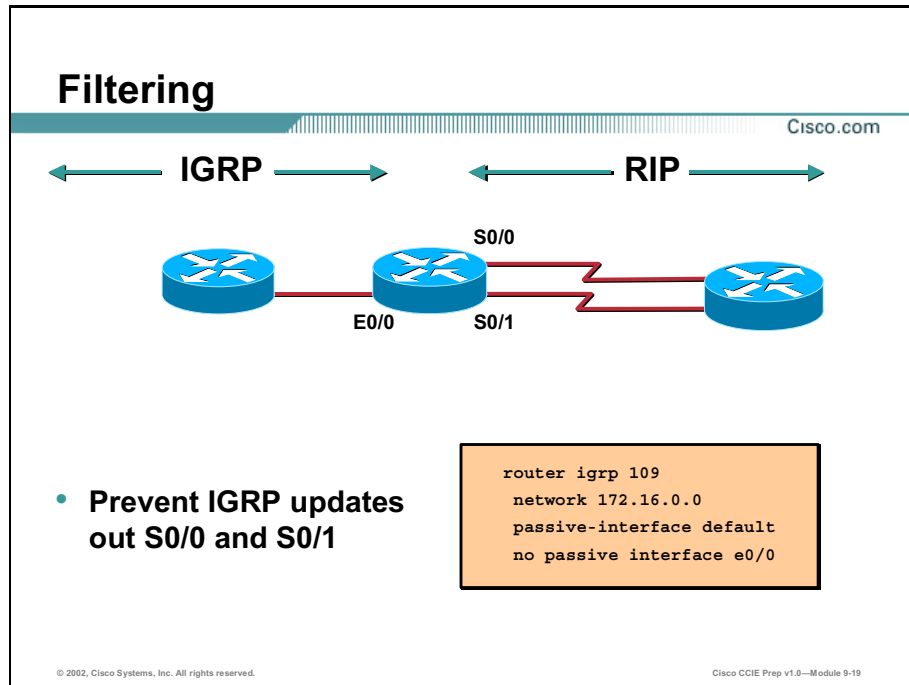 Filtering
Cisco.com
IGRP
RIP
S0/0
E0/0
S0/1
• Prevent IGRP updates
out S0/0 and S0/1
router igrp 109
network 172.16.0.0
passive-interface default
no passive interface e0/0
© 2002, Cisco Systems, Inc. All rights reserved.
Cisco CCIE Prep v1.0—Module 9-19